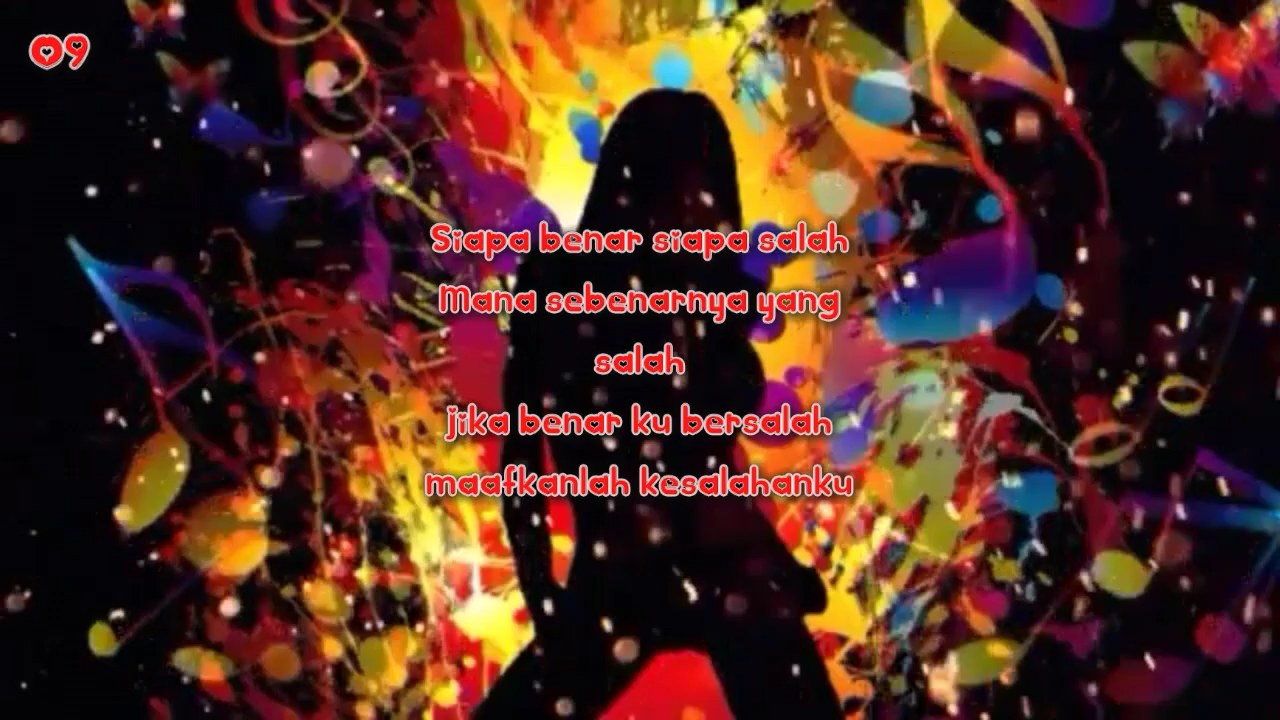 09
Siapa benar siapa salah
Mana sebenarnya yang
salah
jika benar ku bersalah
maafkanlah kesalahanku